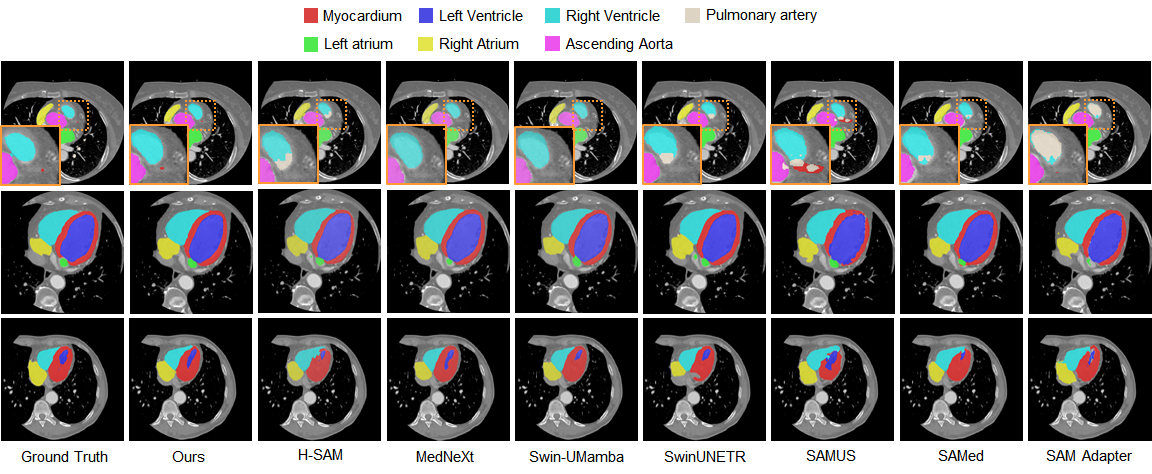 Myocardium Left Ventricle Right Ventricle Pulmonary artery
Left atrium Right Atrium Ascending Aorta
Ground Truth Ours H-SAM MedNeXt Swin-UMamba SwinUNETR SAMUS SAMed SAM Adapter